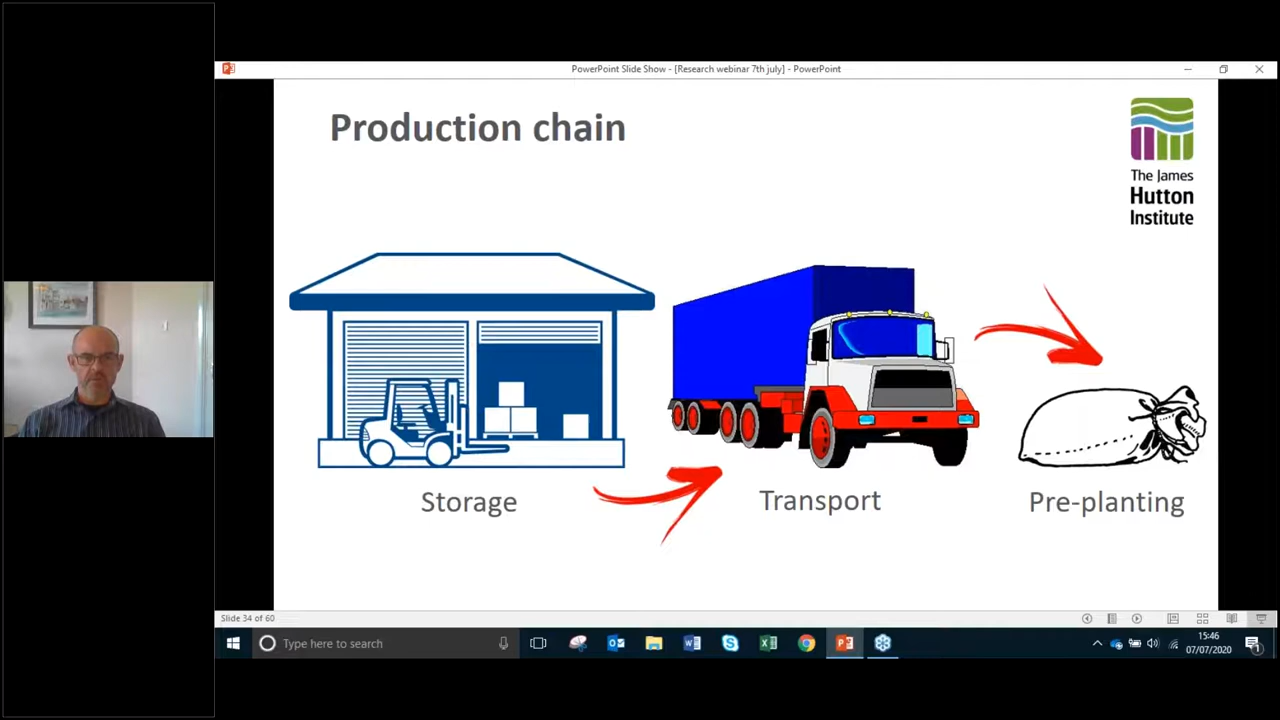 PowerPoint Slide Show - [Research webinar 7th july] - PowerPoint
Production chain
The James
Hutton
Institute
Storage
Transport
Pre-planting
Slide 34 of 60
Type here to search
15:46
07/07/2020
1